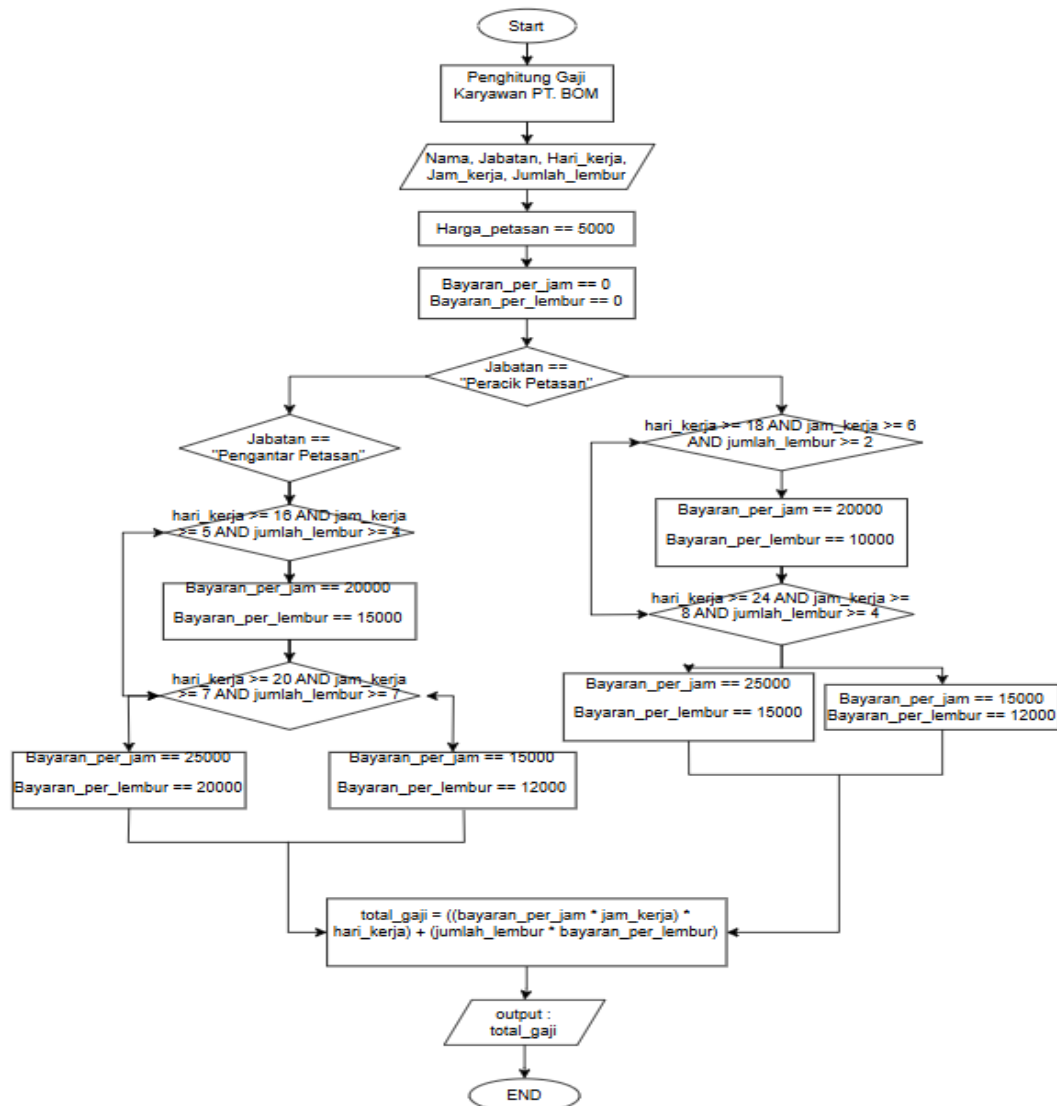 Start
Penghitung Gaji
Karyawan PT. BOM
Nama, Jabatan, Hari_kerja,
Jam_kerja, Jumlah_lembur
Harga_petasan == 5000
Bayaran_per_jam == 0
Bayaran_per_lembur == 0
Jabatan ==
"Peracik Petasan"
Jabatan ==
"Pengantar Petasan"
hari_kerja >= 16 AND jam_kerja
>= 5 AND jumlah_lembur >= 4
Bayaran_per_jam == 20000
Bayaran_per_lembur == 15000
hari_kerja >= 20 AND jam_kerja
>= 7 AND jumlah_lembur >= 7
Bayaran_per_jam == 25000
Bayaran_per_lembur == 20000
Bayaran_per_jam == 15000
Bayaran_per_lembur == 12000
hari_kerja >= 18 AND jam_kerja >= 6
AND jumlah_lembur >= 2
Bayaran_per_jam == 20000
Bayaran_per_lembur == 10000
hari_kerja >= 24 AND jam_kerja >=
8 AND jumlah_lembur >= 4
Bayaran_per_jam == 25000
Bayaran_per_lembur == 15000
Bayaran_per_jam == 15000
Bayaran_per_lembur == 12000
total_gaji = ((bayaran_per_jam * jam_kerja) *
hari_kerja) + (jumlah_lembur * bayaran_per_lembur)
output :
total_gaji
END